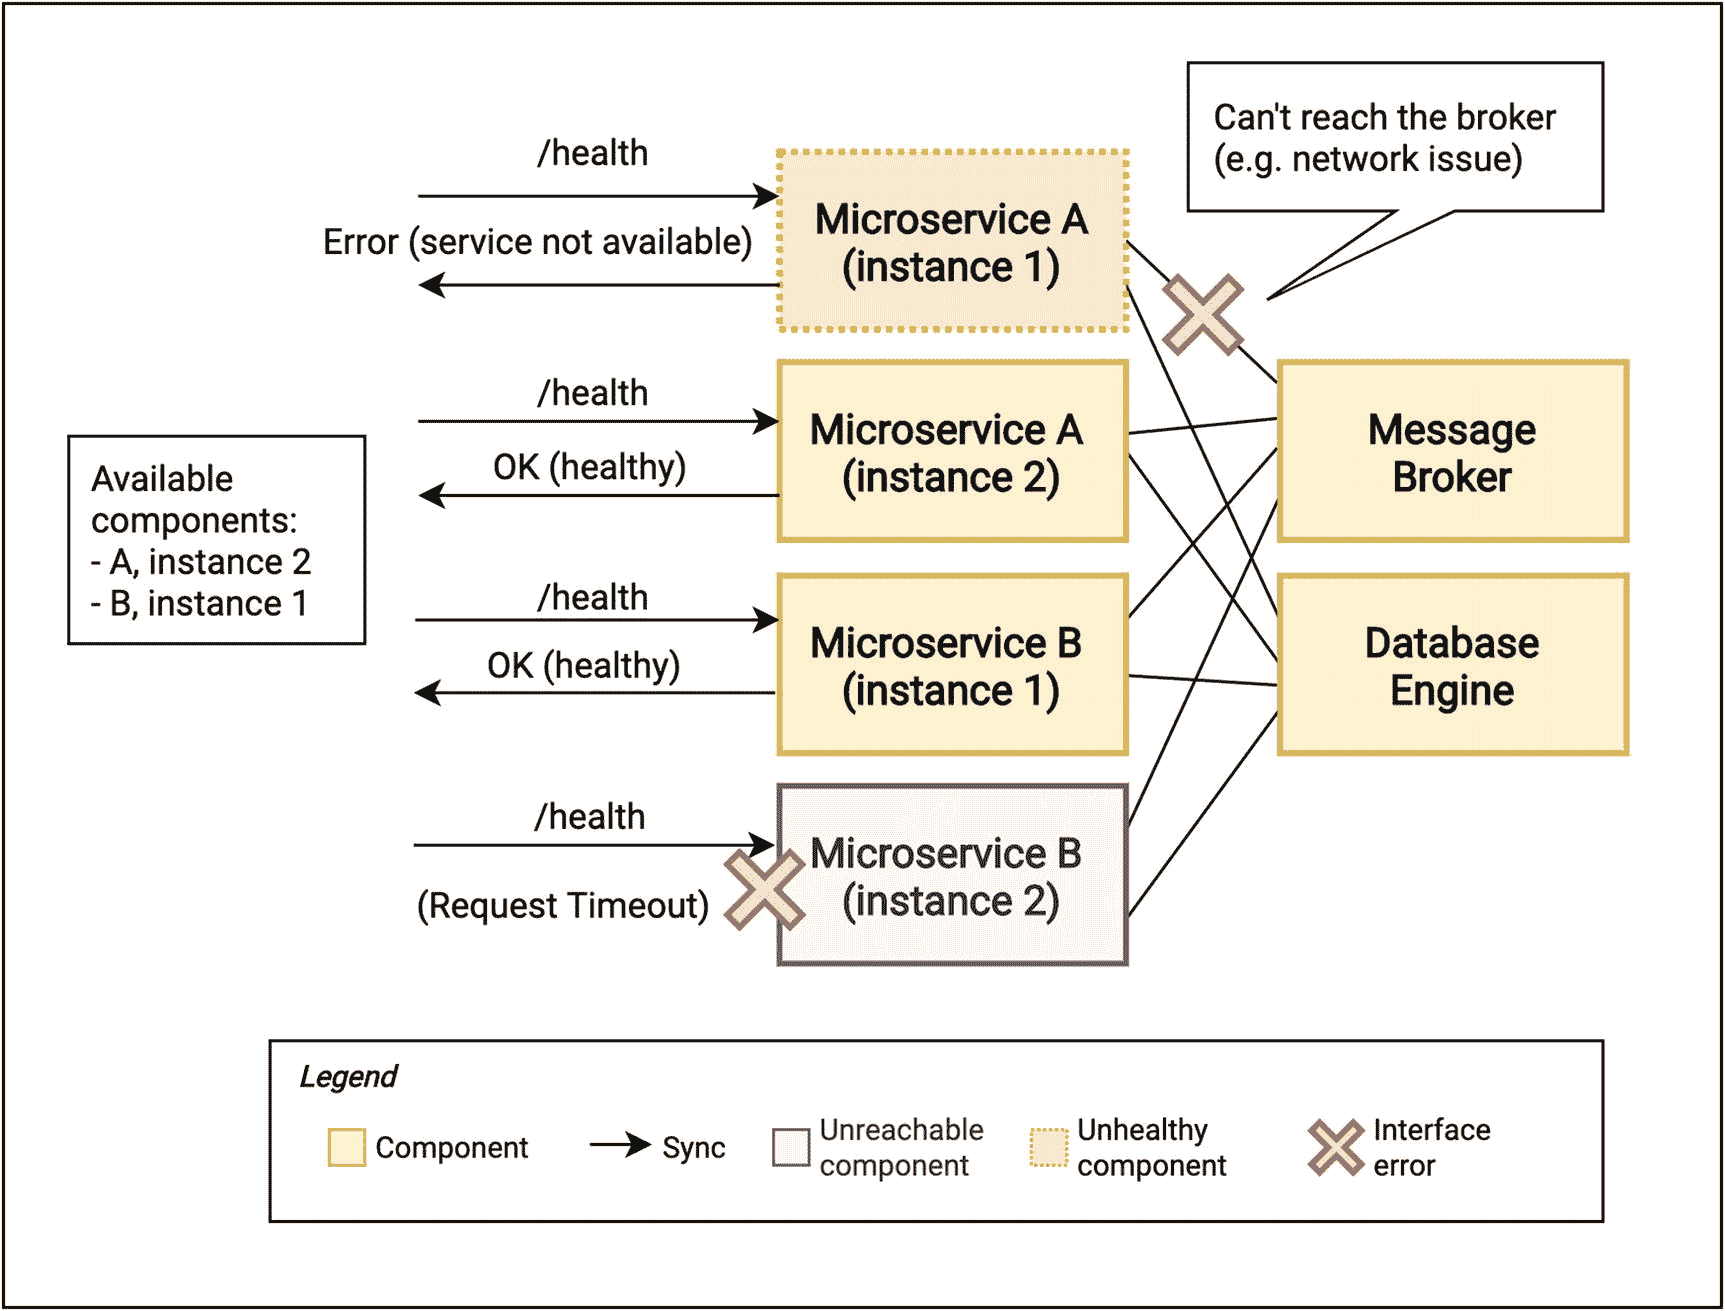 Can't reach the broker
(e.g. network issue)
/health
Error (service not available)
Microservice A
(instance 1)
/health
OK (healthy)
Microservice A
(instance 2)
Message
Broker
Available
components:
- A, instance 2
- B, instance 1
/health
OK (healthy)
Microservice B
(instance 1)
Database
Engine
/health
(Request Timeout)
Microservice B
(instance 2)
Legend
Component
Sync
Unreachable
component
Unhealthy
component
Interface
error